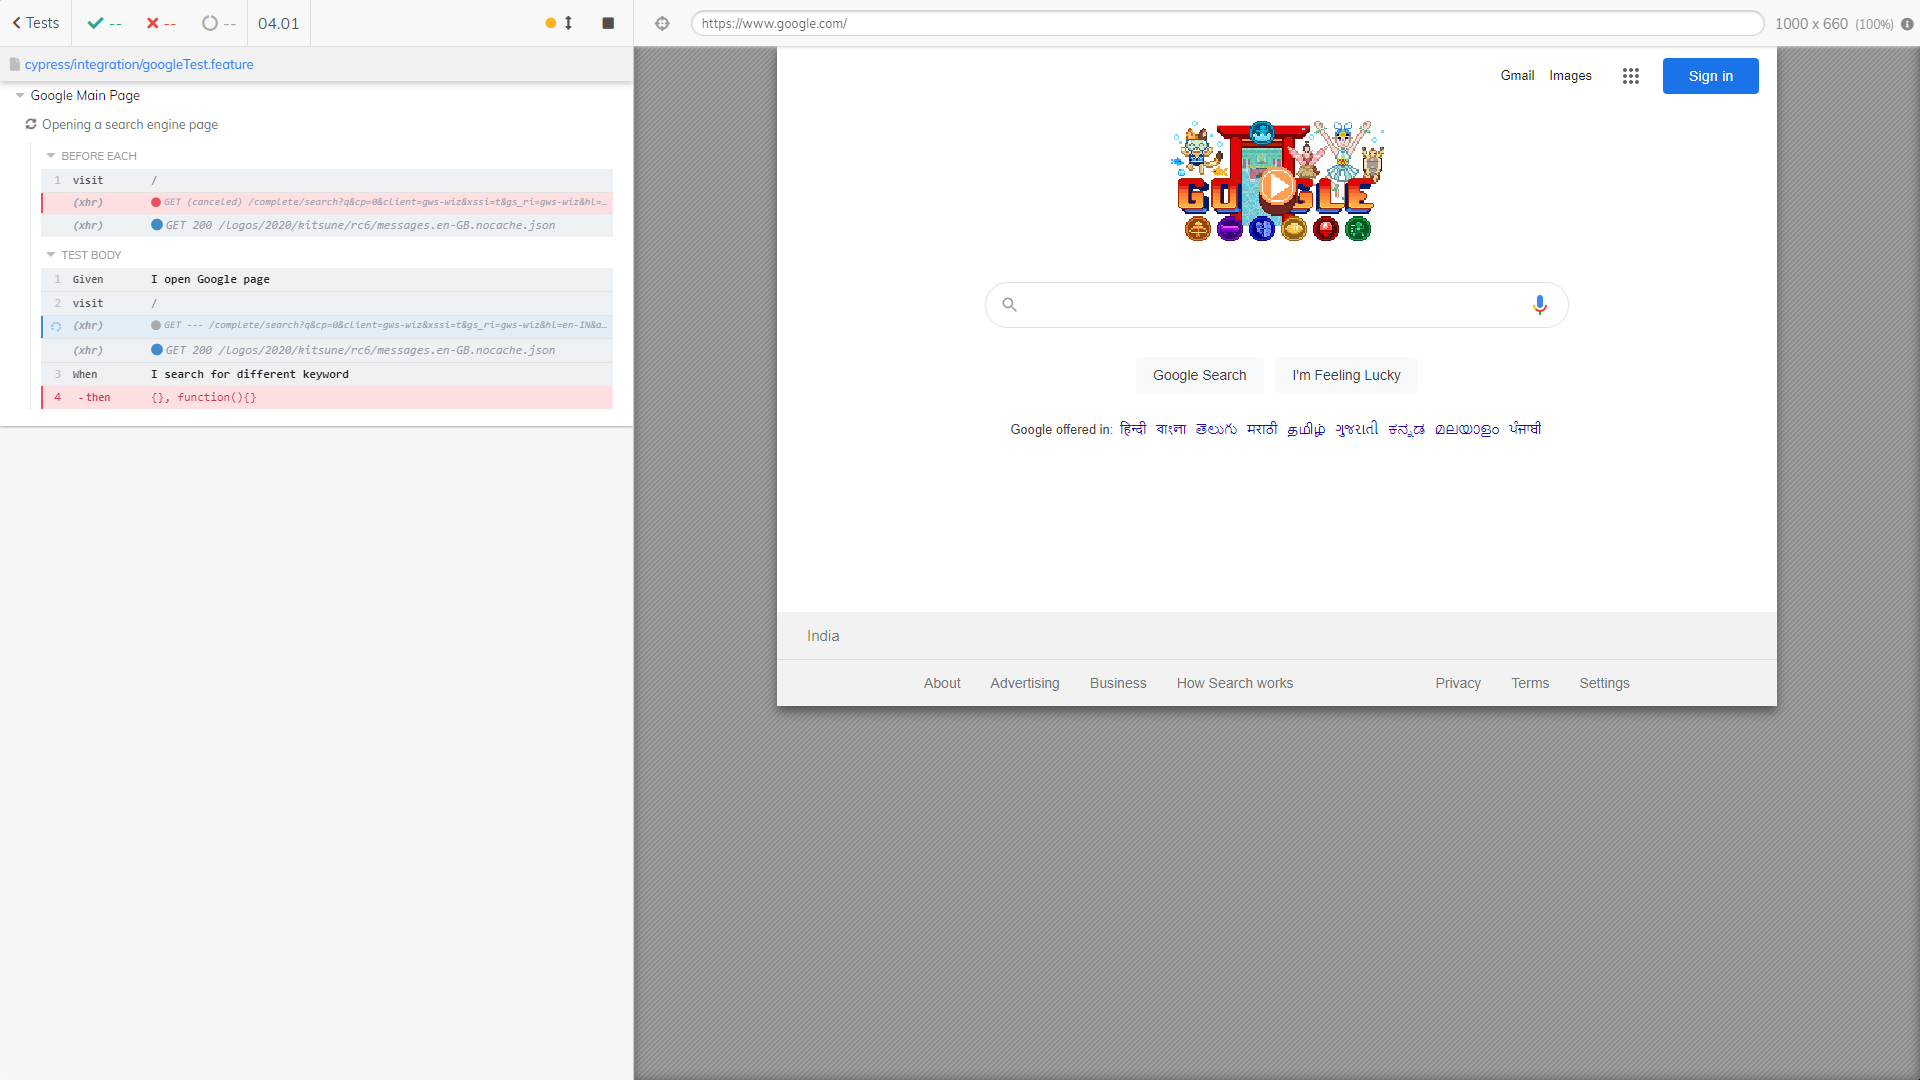 Tests
--
--
--
04.01
https://www.google.com/
1000 x 660 (100%)
cypress/integration/googleTest.feature
Google Main Page
Opening a search engine page
BEFORE EACH
1 visit /
(xhr) GET (canceled) /complete/search?q&cp=0&client=gws-wiz&xssi=t&gs_ri=gws-wiz&hl=...
(xhr) GET 200 /logos/2020/kitsune/rc6/messages.en-GB.nocache.json
TEST BODY
1 Given I open Google page
2 visit /
(xhr) GET --- /complete/search?q&cp=0&client=gws-wiz&xssi=t&gs_ri=gws-wiz&hl=en-IN&a...
(xhr) GET 200 /logos/2020/kitsune/rc6/messages.en-GB.nocache.json
3 When I search for different keyword
4 -then {}, function(){}
Gmail Images Sign in
GOOGLE
Google Search I'm Feeling Lucky
Google offered in: हिन्दी বাংলা తెలుగు मराठी தமிழ் ગુજરાતી ಕನ್ನಡ മലയാളം ਪੰਜਾਬੀ
India
About Advertising Business How Search works Privacy Terms Settings